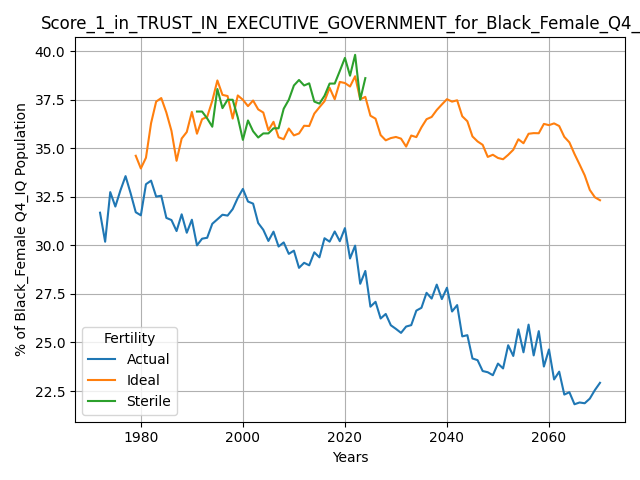 Score_1_in_TRUST_IN_EXECUTIVE_GOVERNMENT_for_Black_Female_Q4_
40.0
37.5
35.0
32.5
30.0
27.5
25.0
22.5
% of Black_Female Q4_IQ Population
Fertility
Actual
Ideal
Sterile
1980 2000 2020 2040 2060
Years